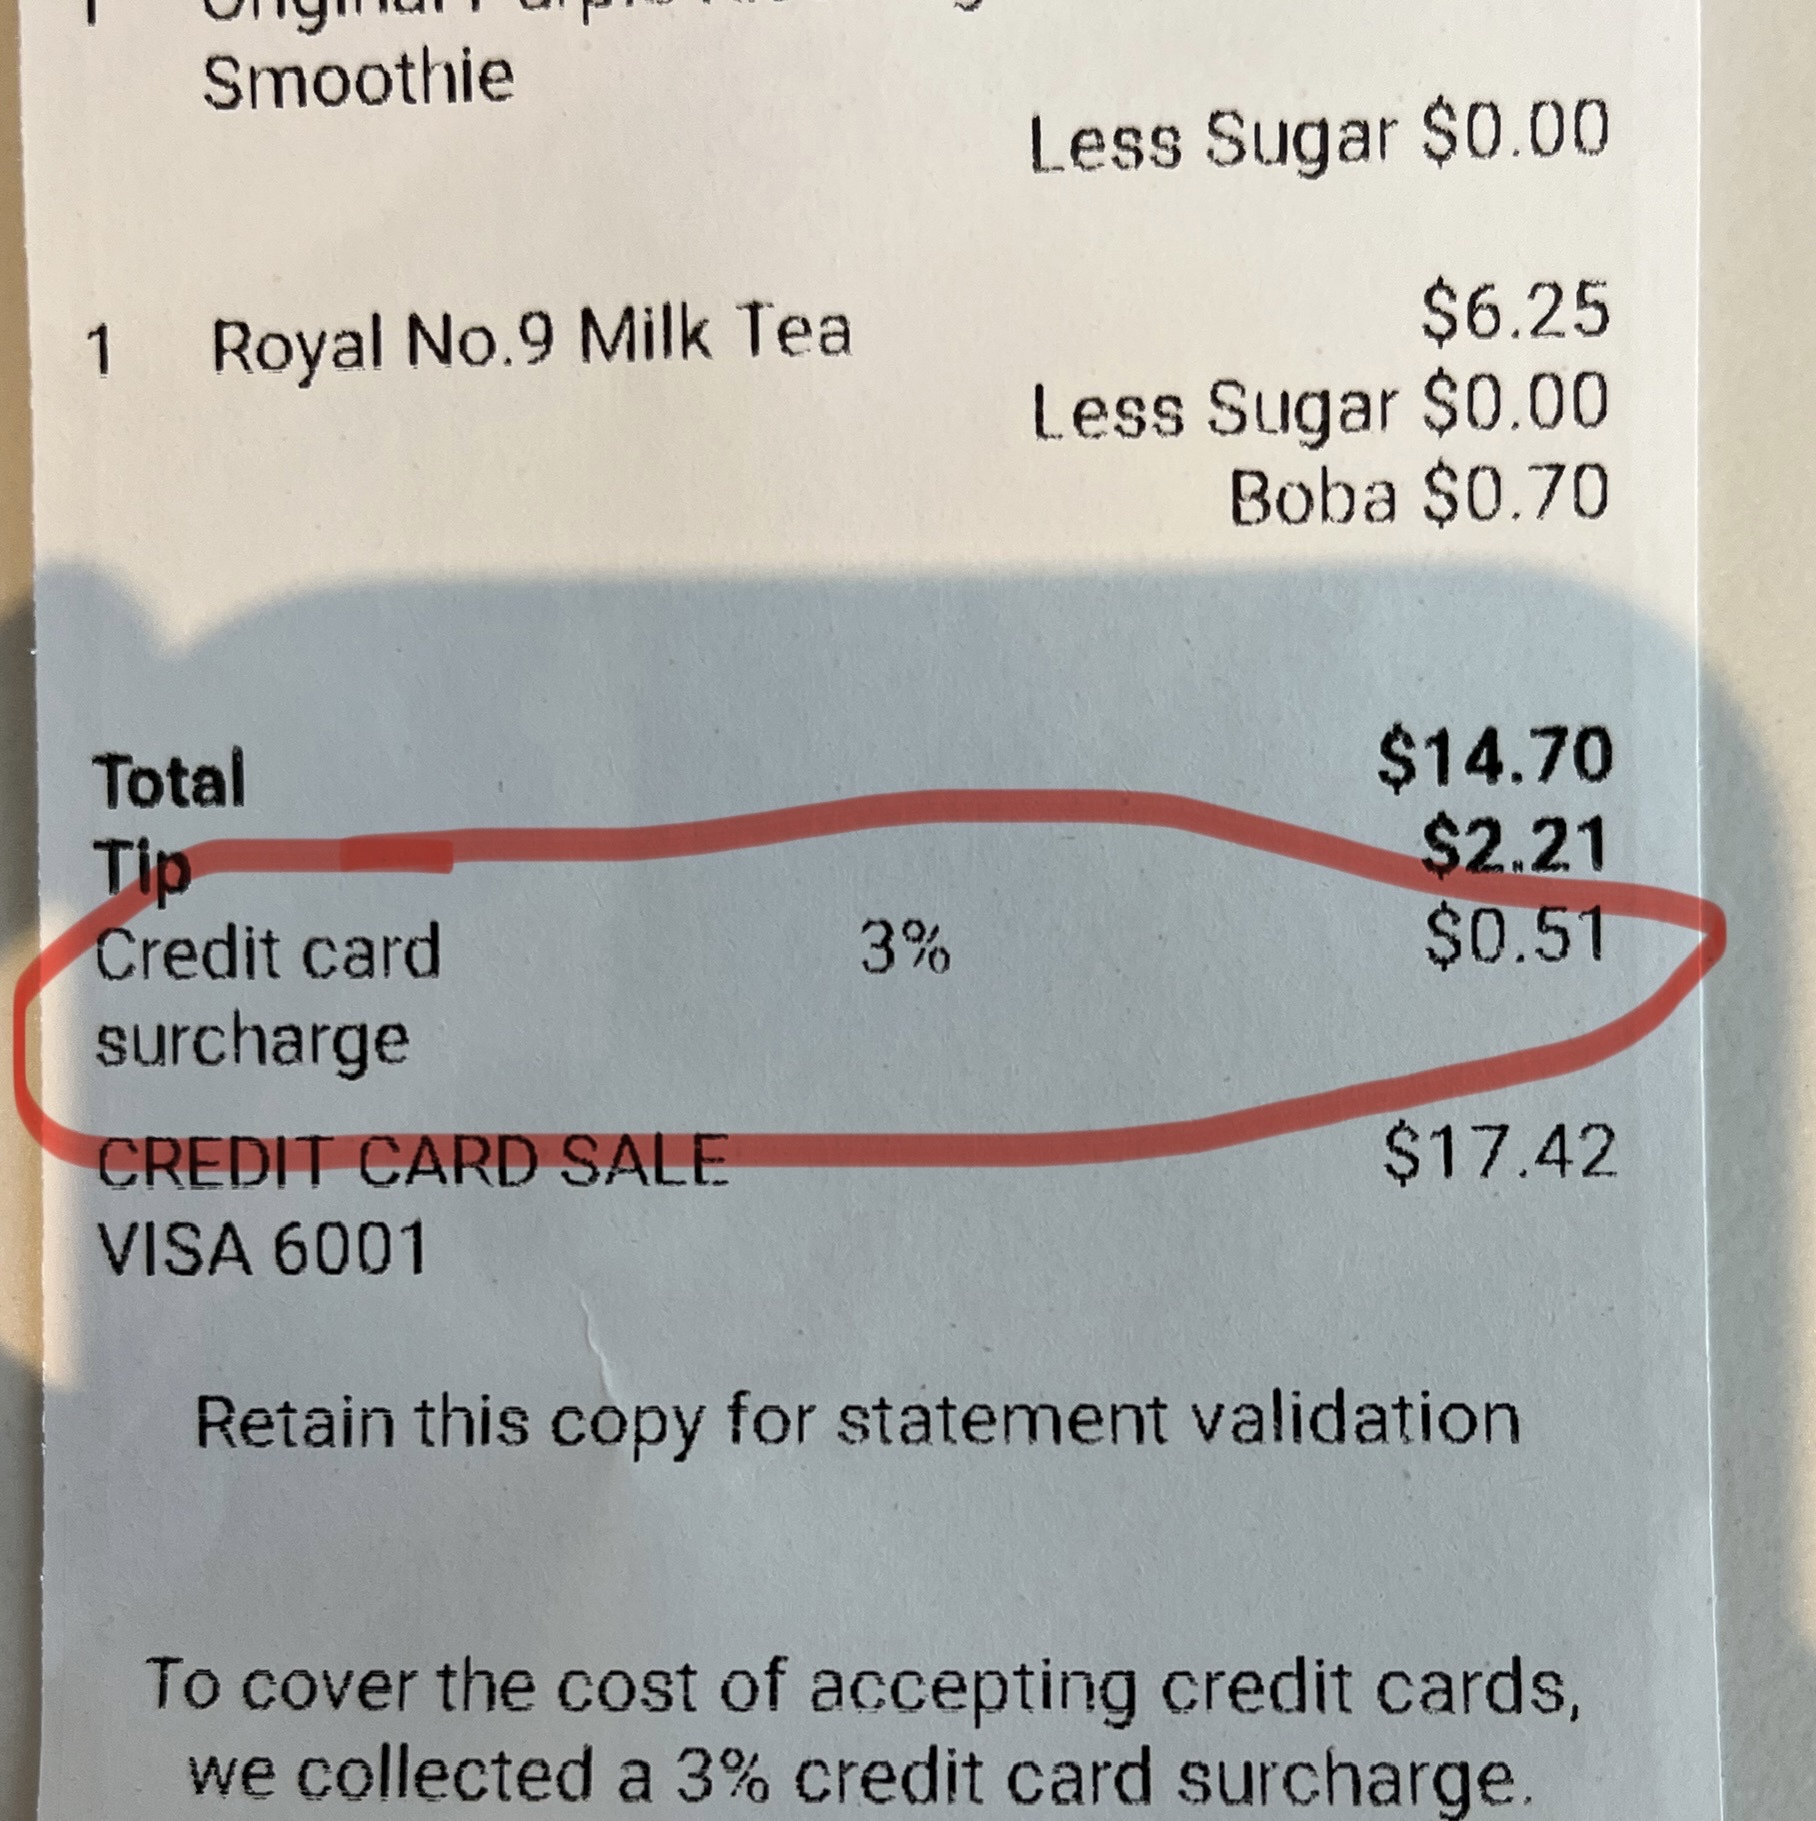 1 Original Purple
Smoothie
Less Sugar $0.00
1 Royal No.9 Milk Tea $6.25
Less Sugar $0.00
Boba $0.70
Total $14.70
Tip $2.21
Credit card 3% $0.51
surcharge
CREDIT CARD SALE $17.42
VISA 6001
Retain this copy for statement validation
To cover the cost of accepting credit cards,
we collected a 3% credit card surcharge.